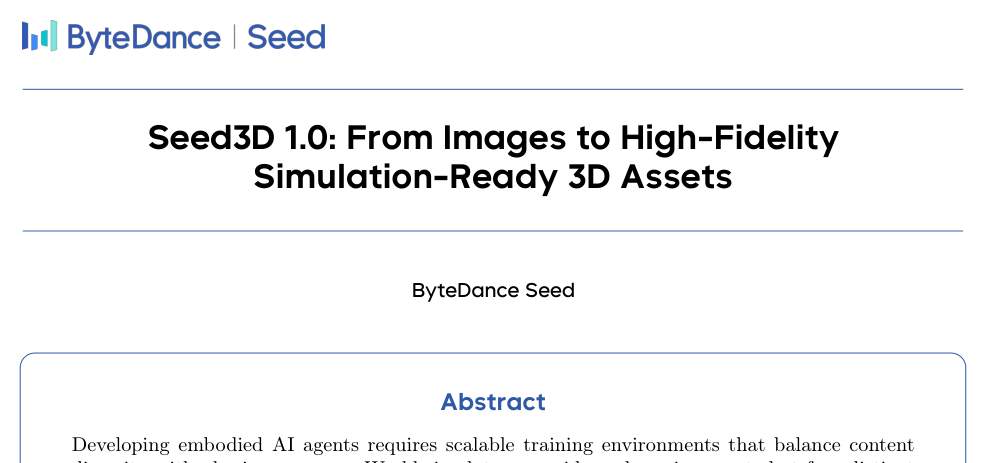 ByteDance | Seed
Seed3D 1.0: From Images to High-Fidelity
Simulation-Ready 3D Assets
ByteDance Seed
Abstract
Developing embodied AI agents requires scalable training environments that balance content